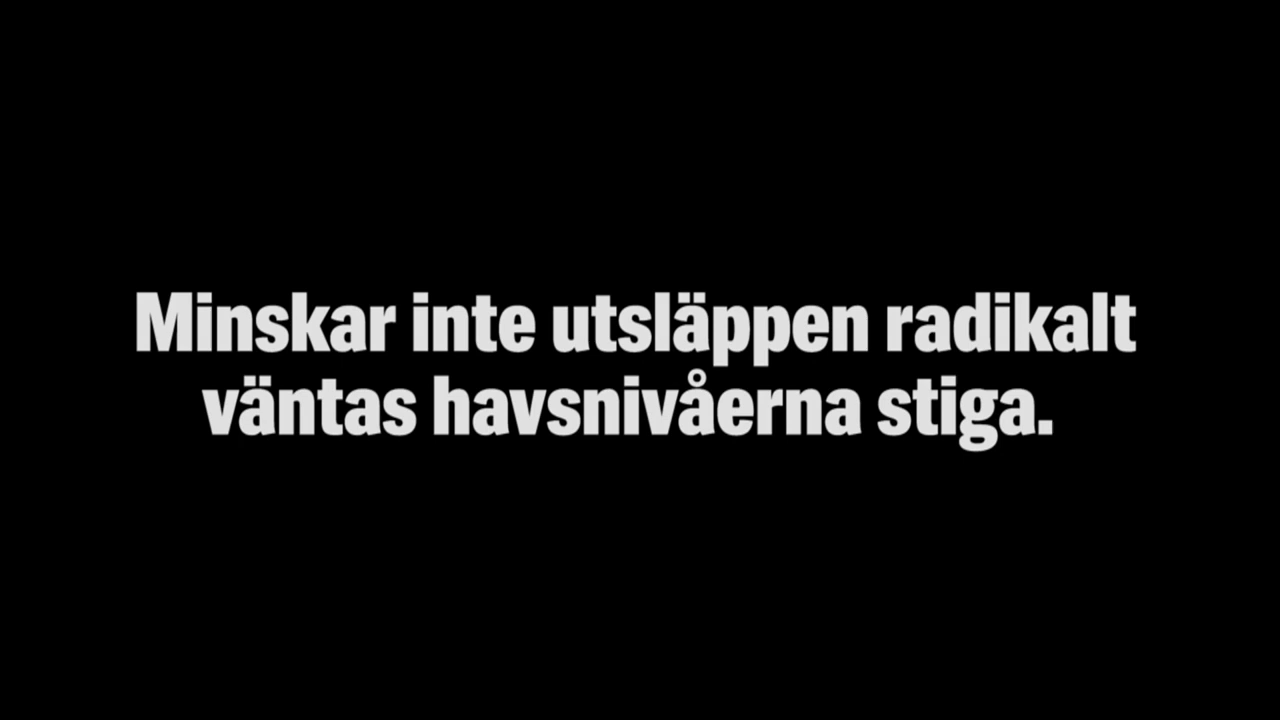 Minskar inte utsläppen radikalt
väntas havsnivåerna stiga.